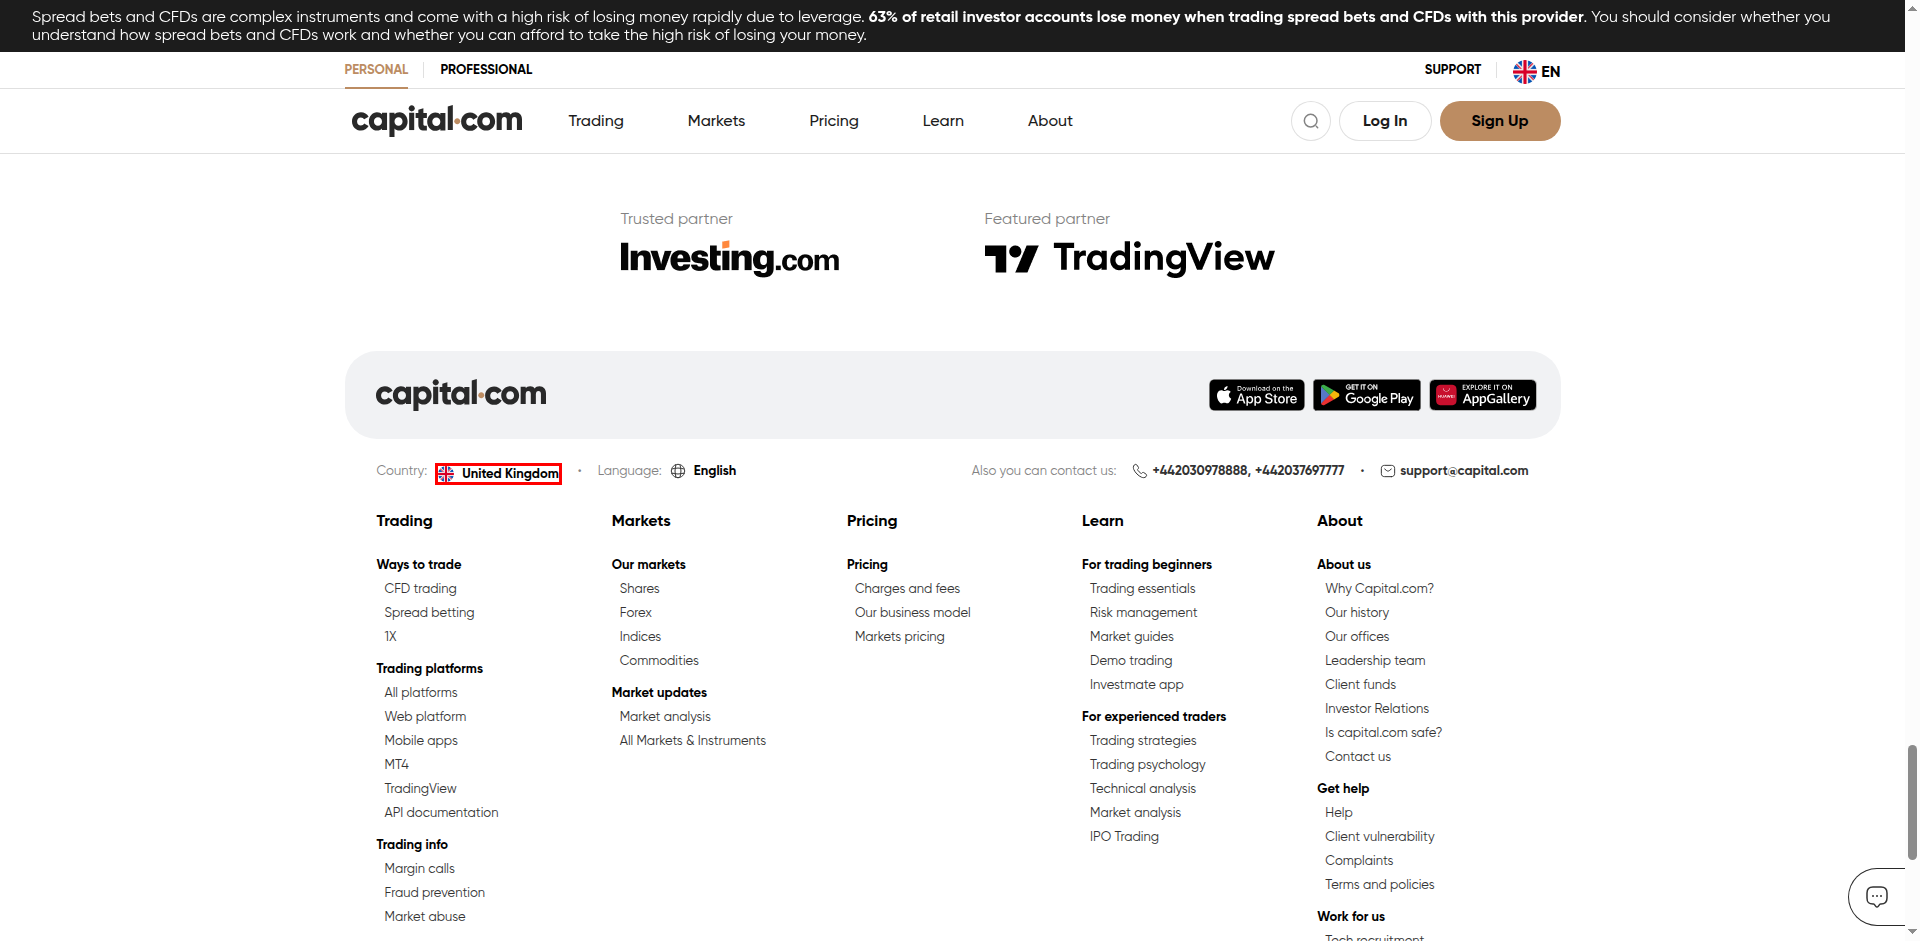 Spread bets and CFDs are complex instruments and come with a high risk of losing money rapidly due to leverage. 63% of retail investor accounts lose money when trading spread bets and CFDs with this provider. You should consider whether you
understand how spread bets and CFDs work and whether you can afford to take the high risk of losing your money.
PERSONAL PROFESSIONAL SUPPORT EN
capital.com Trading Markets Pricing Learn About Log In Sign Up
Trusted partner
Investing.com
Featured partner
TradingView
capital.com
Download on the
App Store
GET IT ON
Google Play
HUAWEI
EXPLORE IT ON
AppGallery
Country: United Kingdom • Language: English
Also you can contact us: +442030978888, +442037697777 • support@capital.com
Trading
Ways to trade
CFD trading
Spread betting
1X
Trading platforms
All platforms
Web platform
Mobile apps
MT4
TradingView
API documentation
Trading info
Margin calls
Fraud prevention
Market abuse
Markets
Our markets
Shares
Forex
Indices
Commodities
Market updates
Market analysis
All Markets & Instruments
Pricing
Pricing
Charges and fees
Our business model
Markets pricing
Learn
For trading beginners
Trading essentials
Risk management
Market guides
Demo trading
Investmate app
For experienced traders
Trading strategies
Trading psychology
Technical analysis
Market analysis
IPO Trading
About
About us
Why Capital.com?
Our history
Our offices
Leadership team
Client funds
Investor Relations
Is capital.com safe?
Contact us
Get help
Help
Client vulnerability
Complaints
Terms and policies
Work for us
Tech recruitment